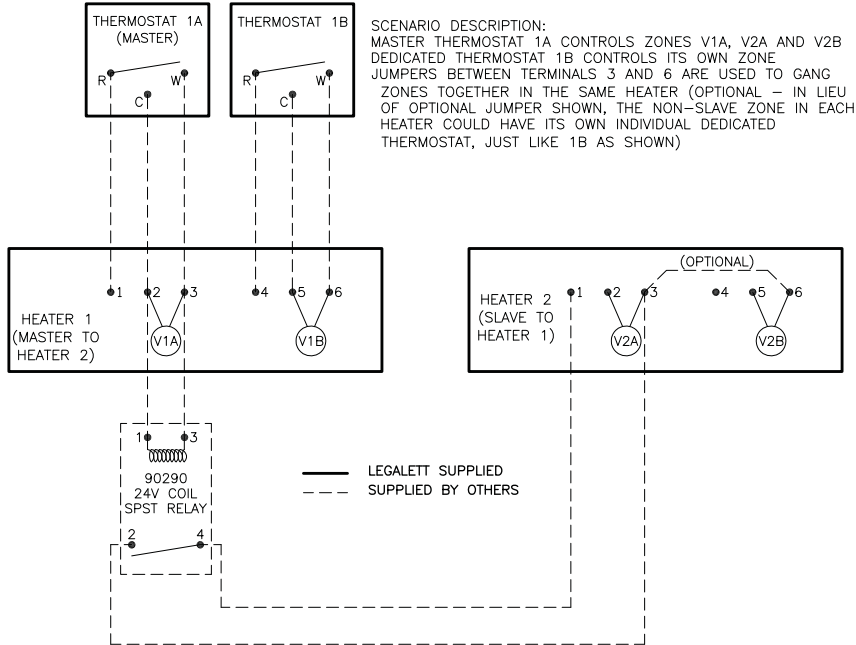 THERMOSTAT 1A
(MASTER)
R
W
C
THERMOSTAT 1B
R
W
C
SCENARIO DESCRIPTION:
MASTER THERMOSTAT 1A CONTROLS ZONES V1A, V2A AND V2B
DEDICATED THERMOSTAT 1B CONTROLS ITS OWN ZONE
JUMPERS BETWEEN TERMINALS 3 AND 6 ARE USED TO GANG
ZONES TOGETHER IN THE SAME HEATER (OPTIONAL – IN LIEU
OF OPTIONAL JUMPER SHOWN, THE NON–SLAVE ZONE IN EACH
HEATER COULD HAVE ITS OWN INDIVIDUAL DEDICATED
THERMOSTAT, JUST LIKE 1B AS SHOWN)
HEATER 1
(MASTER TO
HEATER 2)
1
2
3
4
5
6
V1A
V1B
HEATER 2
(SLAVE TO
HEATER 1)
(OPTIONAL)
1
2
3
4
5
6
V2A
V2B
1
3
90290
24V COIL
SPST RELAY
2
4
LEGALETT SUPPLIED
SUPPLIED BY OTHERS